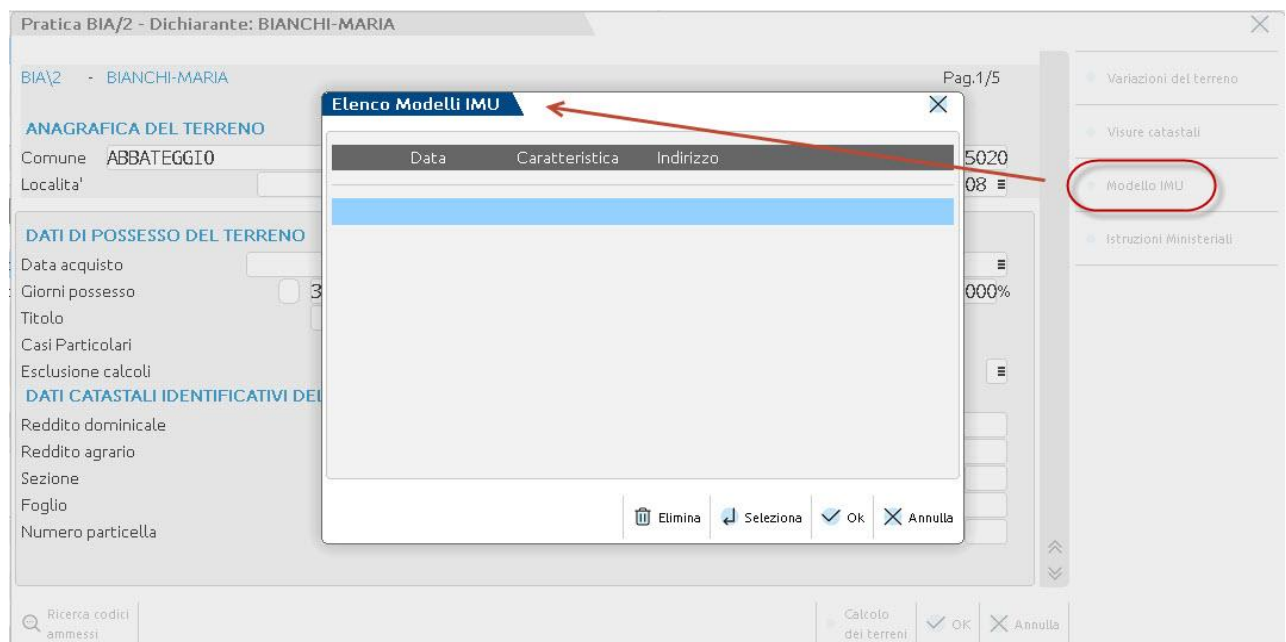 Pratica BIA/2 - Dichiarante: BIANCHI-MARIA
BIA\2 - BIANCHI-MARIA Pag.1/5
ANAGRAFICA DEL TERRENO
Comune ABBATEGGIO 5020
Localita' 08
DATI DI POSSESSO DEL TERRENO
Data acquisto
Giorni possesso 3 000%
Titolo
Casi Particolari
Esclusione calcoli
DATI CATASTALI IDENTIFICATIVI DEL
Reddito dominicale
Reddito agrario
Sezione
Foglio
Numero particella
Elenco Modelli IMU
Data Caratteristica Indirizzo
Elimina Seleziona Ok Annulla
Variazioni del terreno
Visure catastali
Modello IMU
Istruzioni Ministeriali
Ricerca codici
ammessi
Calcolo
dei terreni
OK Annulla